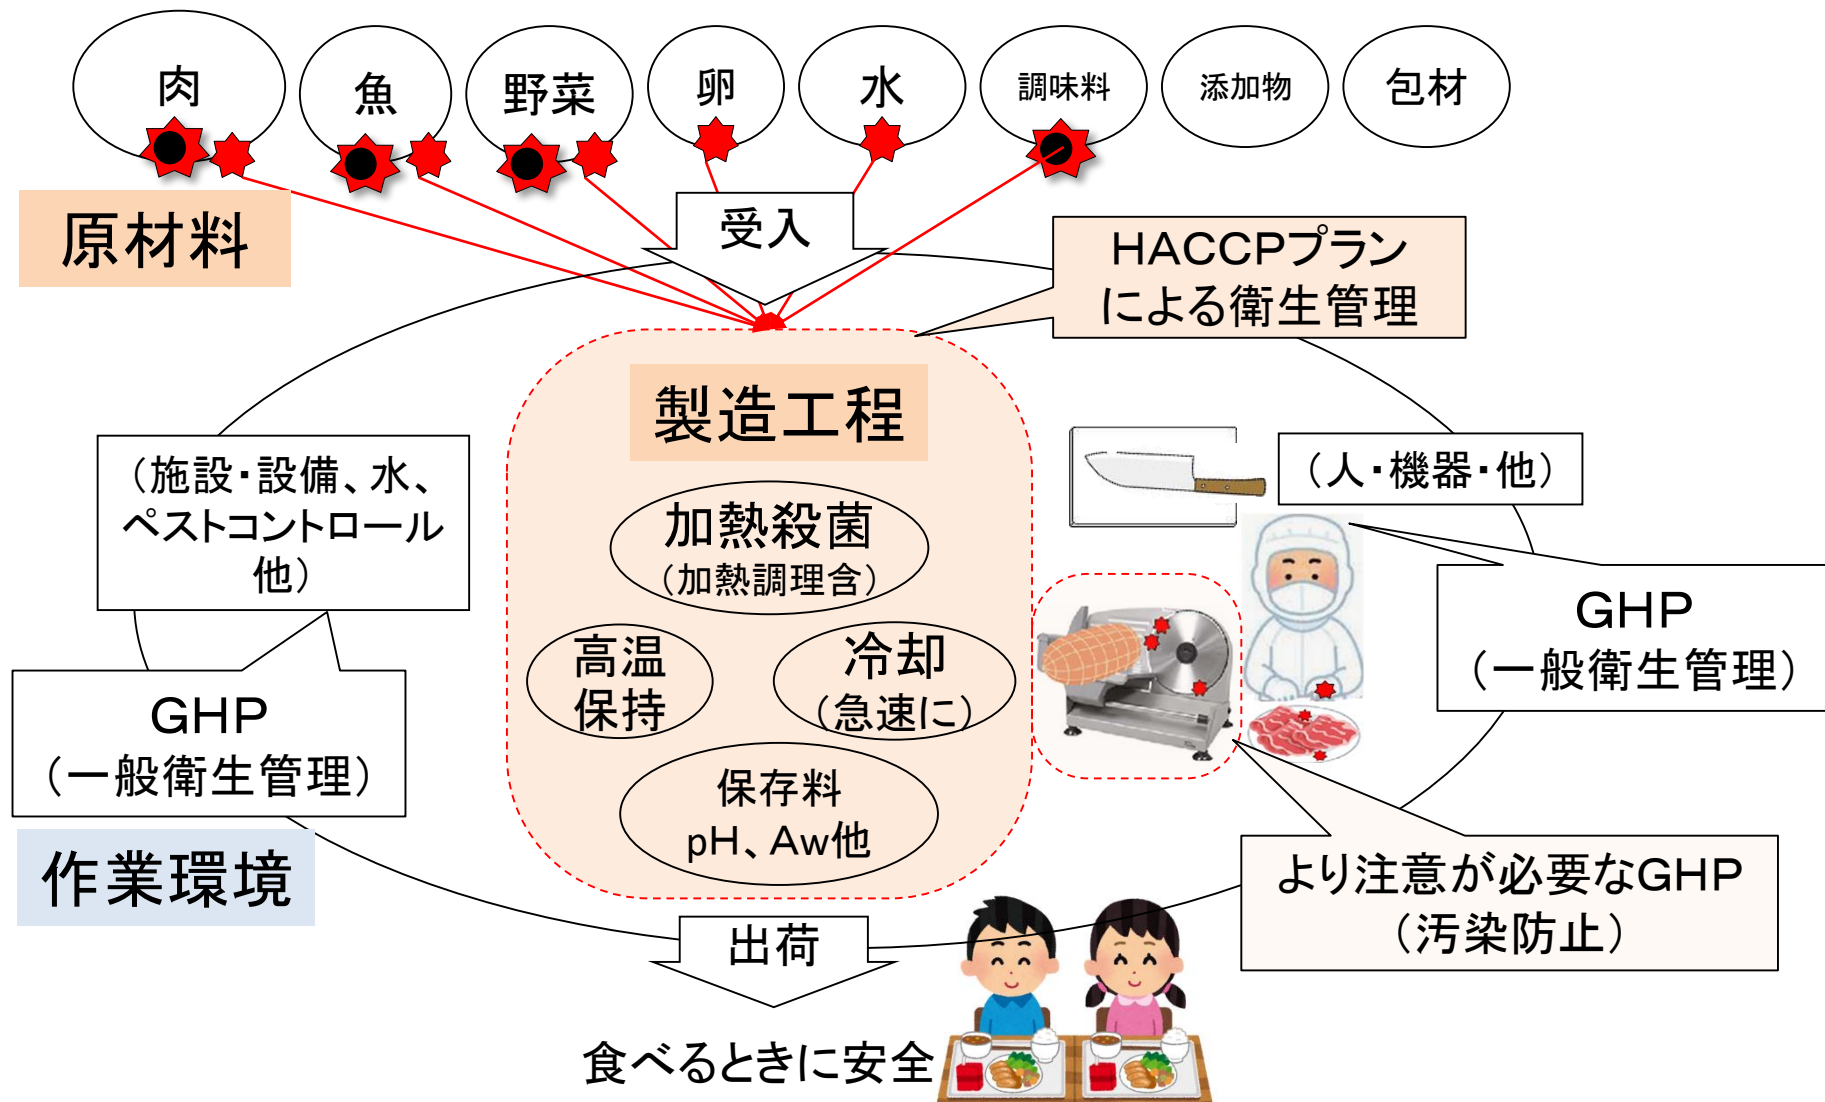 肉
魚
野菜
卵
水
調味料
添加物
包材
原材料
受入
HACCPプラン
による衛生管理
製造工程
(施設・設備、水、
ペストコントロール
他)
(人・機器・他)
加熱殺菌
(加熱調理含)
高温
保持
冷却
(急速に)
GHP
(一般衛生管理)
GHP
(一般衛生管理)
保存料
pH、Aw他
作業環境
より注意が必要なGHP
(汚染防止)
出荷
食べるときに安全